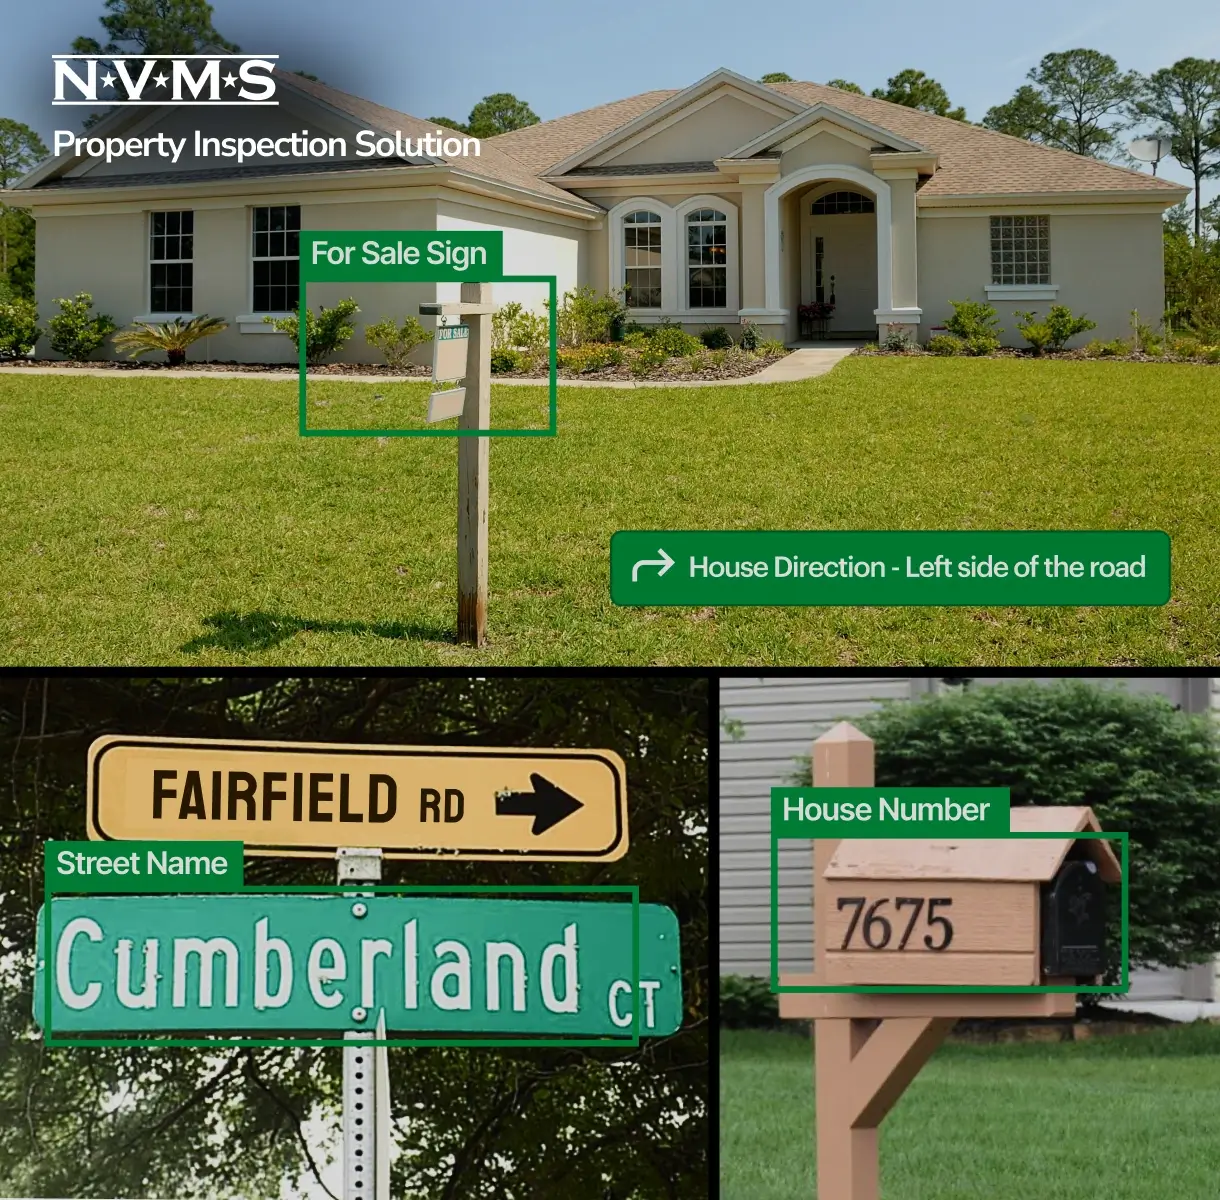 N★V★M★S
Property Inspection Solution
For Sale Sign
FOR SALE
House Direction - Left side of the road
FAIRFIELD RD
Street Name
Cumberland CT
House Number
7675